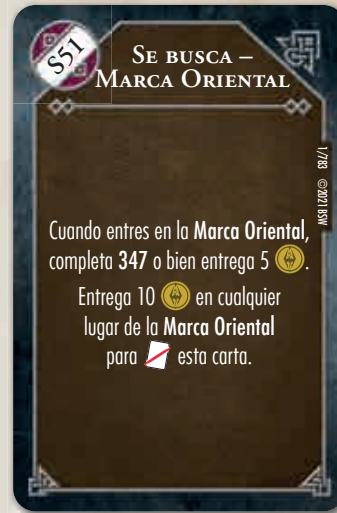 S51
SE BUSCA –
MARCA ORIENTAL
Cuando entres en la Marca Oriental,
completa 347 o bien entrega 5 .
Entrega 10 en cualquier
lugar de la Marca Oriental
para esta carta.
1/783 ©2021 BSW